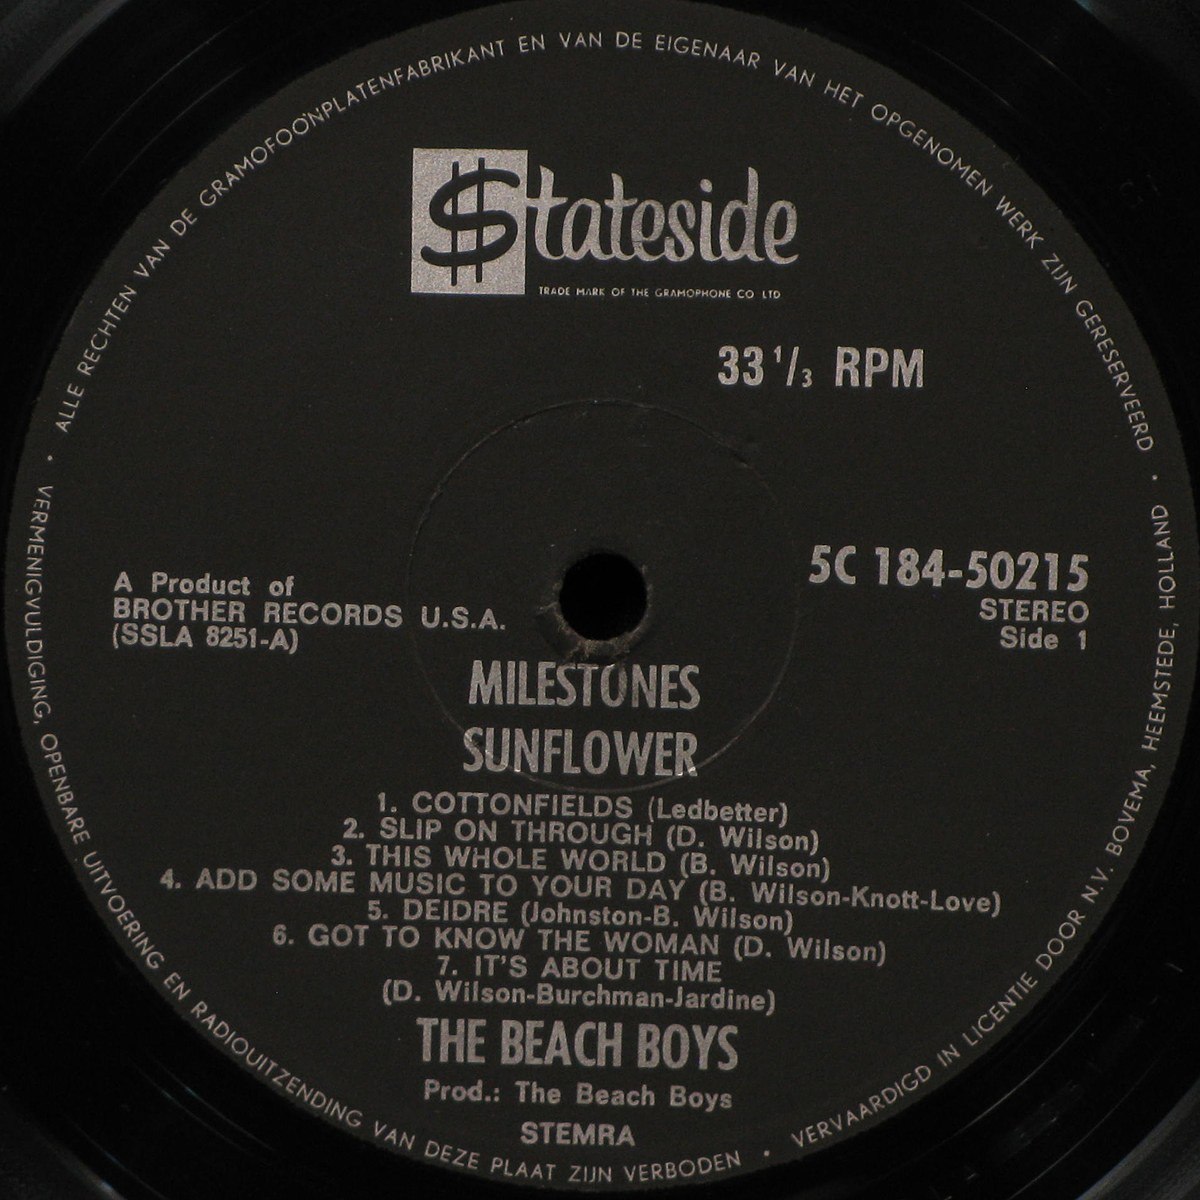 ALLE RECHTEN VAN DE GRAMOFOONPLATENFABRIKANT EN VAN DE EIGENAAR VAN HET OPGENOMEN WERK ZIJN GERESERVEERD •
$tateside
TRADE MARK OF THE GRAMOPHONE CO LTD
33 1/3 RPM
A Product of
BROTHER RECORDS U.S.A.
(SSLA 8251-A)
5C 184-50215
STEREO
Side 1
MILESTONES
SUNFLOWER
1. COTTONFIELDS (Ledbetter)
2. SLIP ON THROUGH (D. Wilson)
3. THIS WHOLE WORLD (B. Wilson)
4. ADD SOME MUSIC TO YOUR DAY (B. Wilson-Knott-Love)
5. DEIDRE (Johnston-B. Wilson)
6. GOT TO KNOW THE WOMAN (D. Wilson)
7. IT'S ABOUT TIME
(D. Wilson-Burchman-Jardine)
THE BEACH BOYS
Prod.: The Beach Boys
STEMRA
• VERMENIGVULDIGING, OPENBARE UITVOERING EN RADIOUITZENDING VAN DEZE PLAAT ZIJN VERBODEN •
VERVAARDIGD IN LICENTIE DOOR N.V. BOVEMA, HEEMSTEDE, HOLLAND